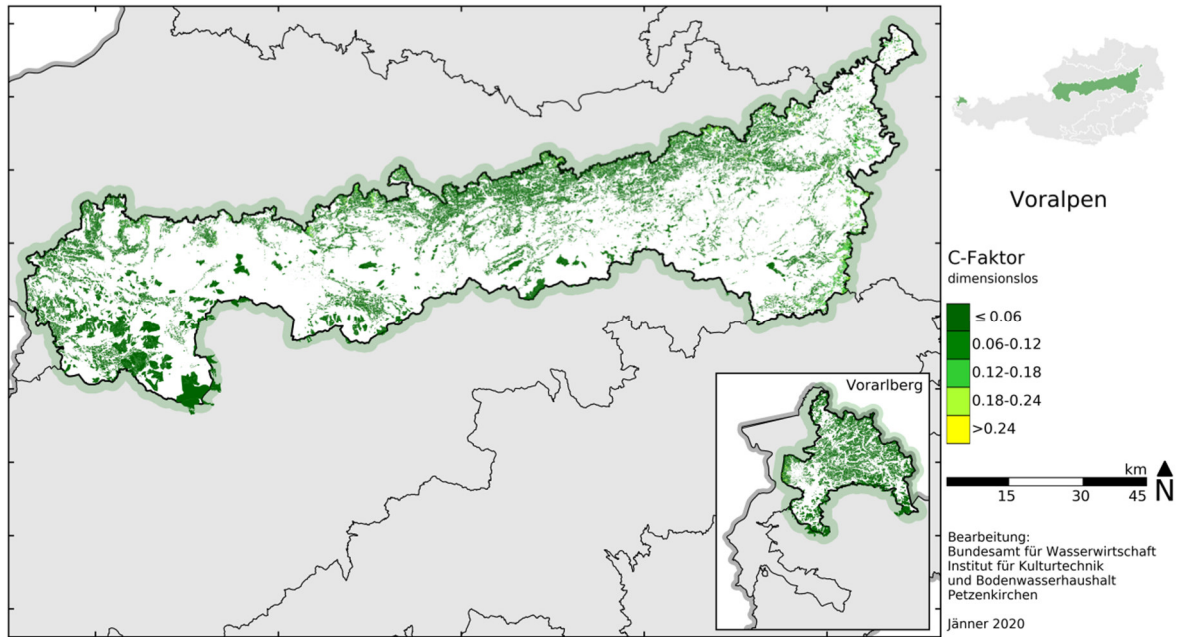 Vorarlberg
Voralpen
C-Faktor
dimensionslos
≤ 0.06
0.06-0.12
0.12-0.18
0.18-0.24
>0.24
km
15 30 45
N
Bearbeitung:
Bundesamt für Wasserwirtschaft
Institut für Kulturtechnik
und Bodenwasserhaushalt
Petzenkirchen
Jänner 2020